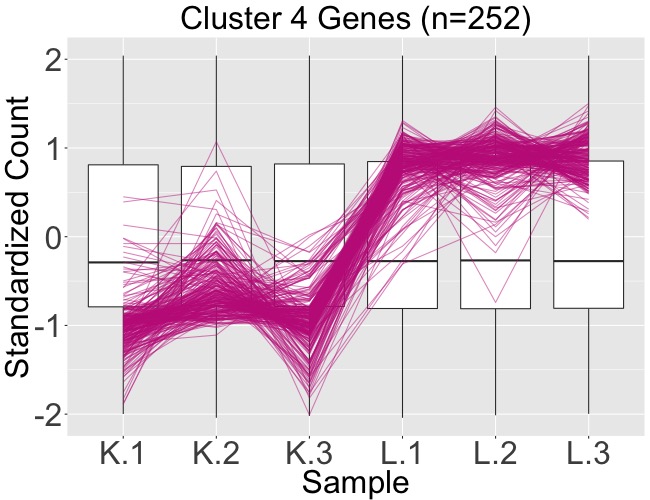 Cluster 4 Genes (n=252)
Standardized Count
2
1
0
-1
-2
K.1 K.2 K.3 L.1 L.2 L.3
Sample